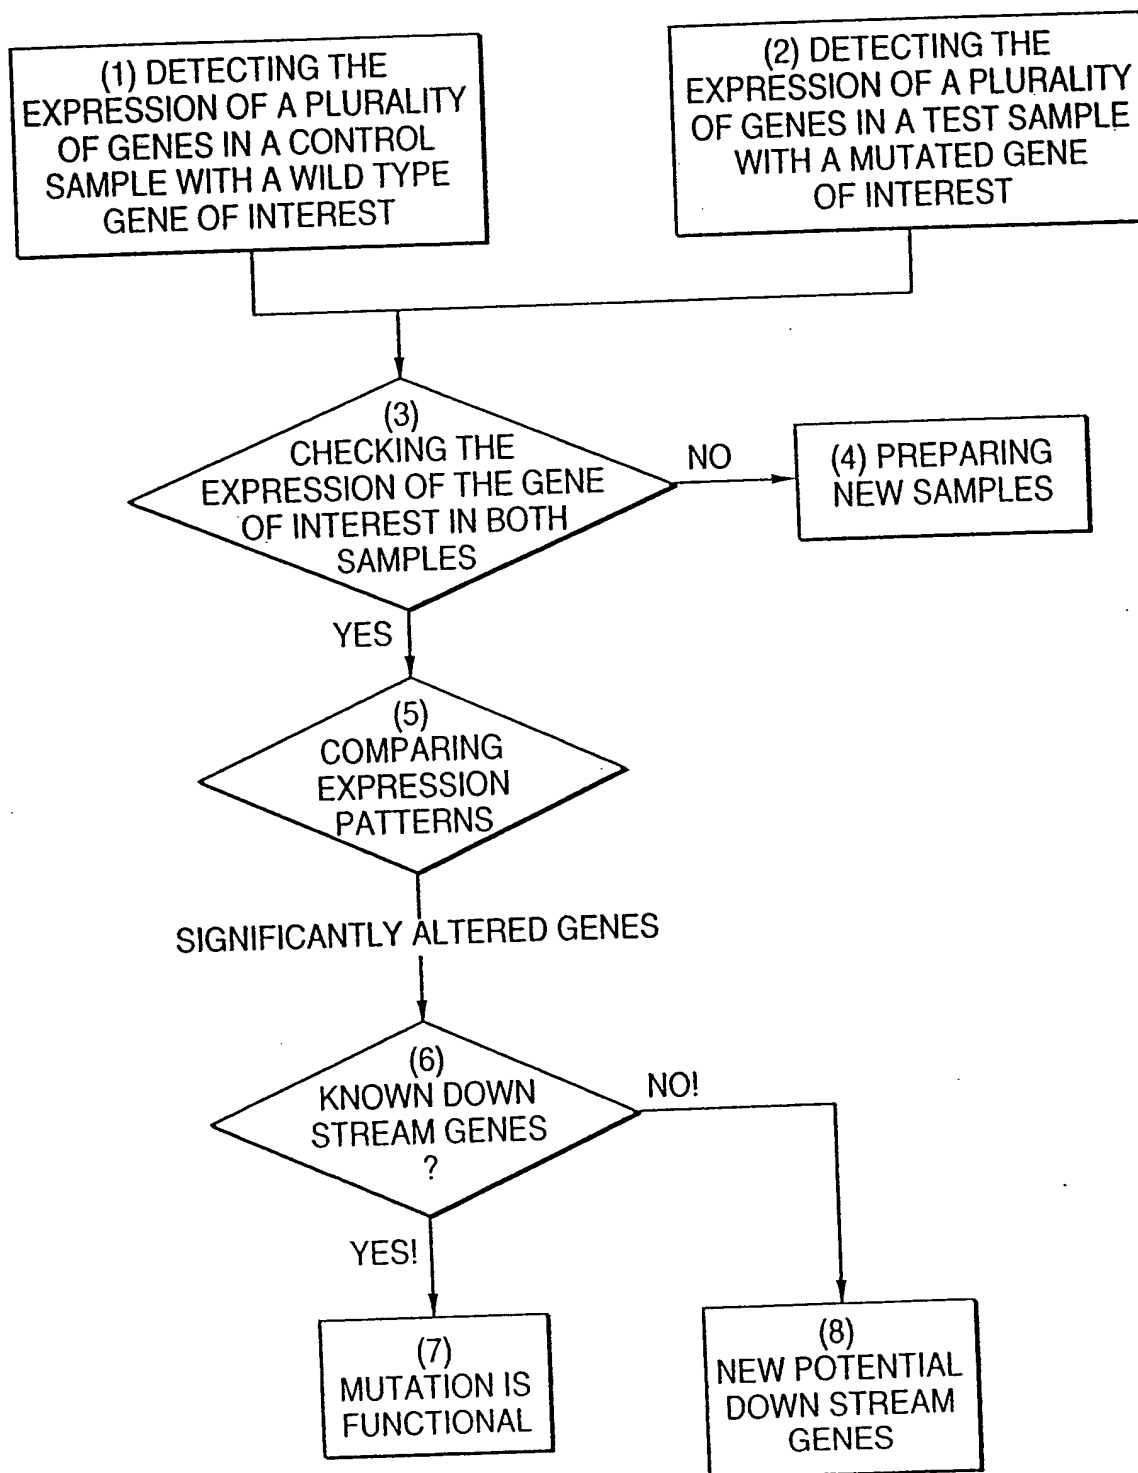 (1) DETECTING THE
EXPRESSION OF A PLURALITY
OF GENES IN A CONTROL
SAMPLE WITH A WILD TYPE
GENE OF INTEREST
(2) DETECTING THE
EXPRESSION OF A PLURALITY
OF GENES IN A TEST SAMPLE
WITH A MUTATED GENE
OF INTEREST
(3)
CHECKING THE
EXPRESSION OF THE GENE
OF INTEREST IN BOTH
SAMPLES
NO
(4) PREPARING
NEW SAMPLES
YES
(5)
COMPARING
EXPRESSION
PATTERNS
SIGNIFICANTLY ALTERED GENES
(6)
KNOWN DOWN
STREAM GENES
?
NO!
YES!
(7)
MUTATION IS
FUNCTIONAL
(8)
NEW POTENTIAL
DOWN STREAM
GENES